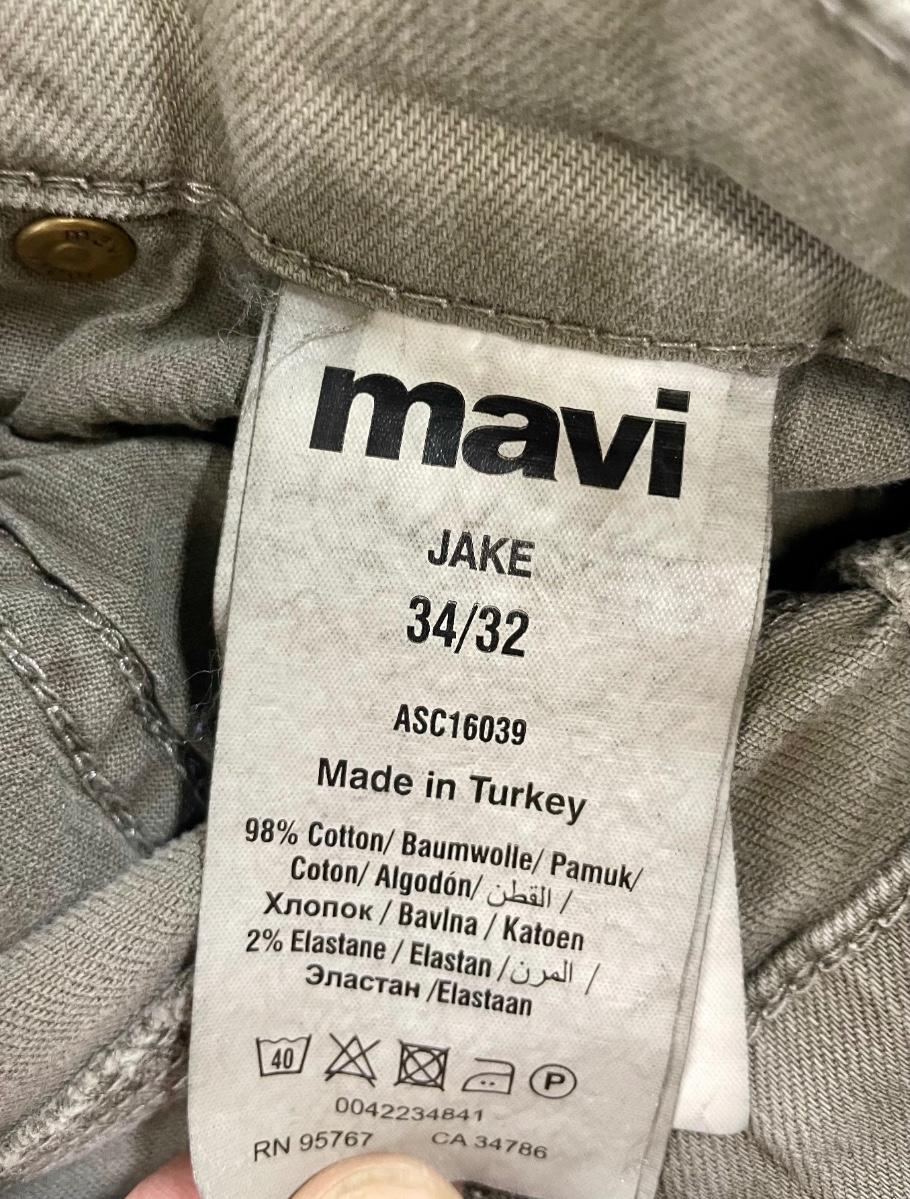 mavi
JAKE
34/32
ASC16039
Made in Turkey
98% Cotton/ Baumwolle/ Pamuk/
Coton/ Algodón/ القطن /
Хлопок / Bavlna / Katoen
2% Elastane / Elastan /المرن /
Эластан /Elastaan
40
P
0042234841
RN 95767 CA 34786